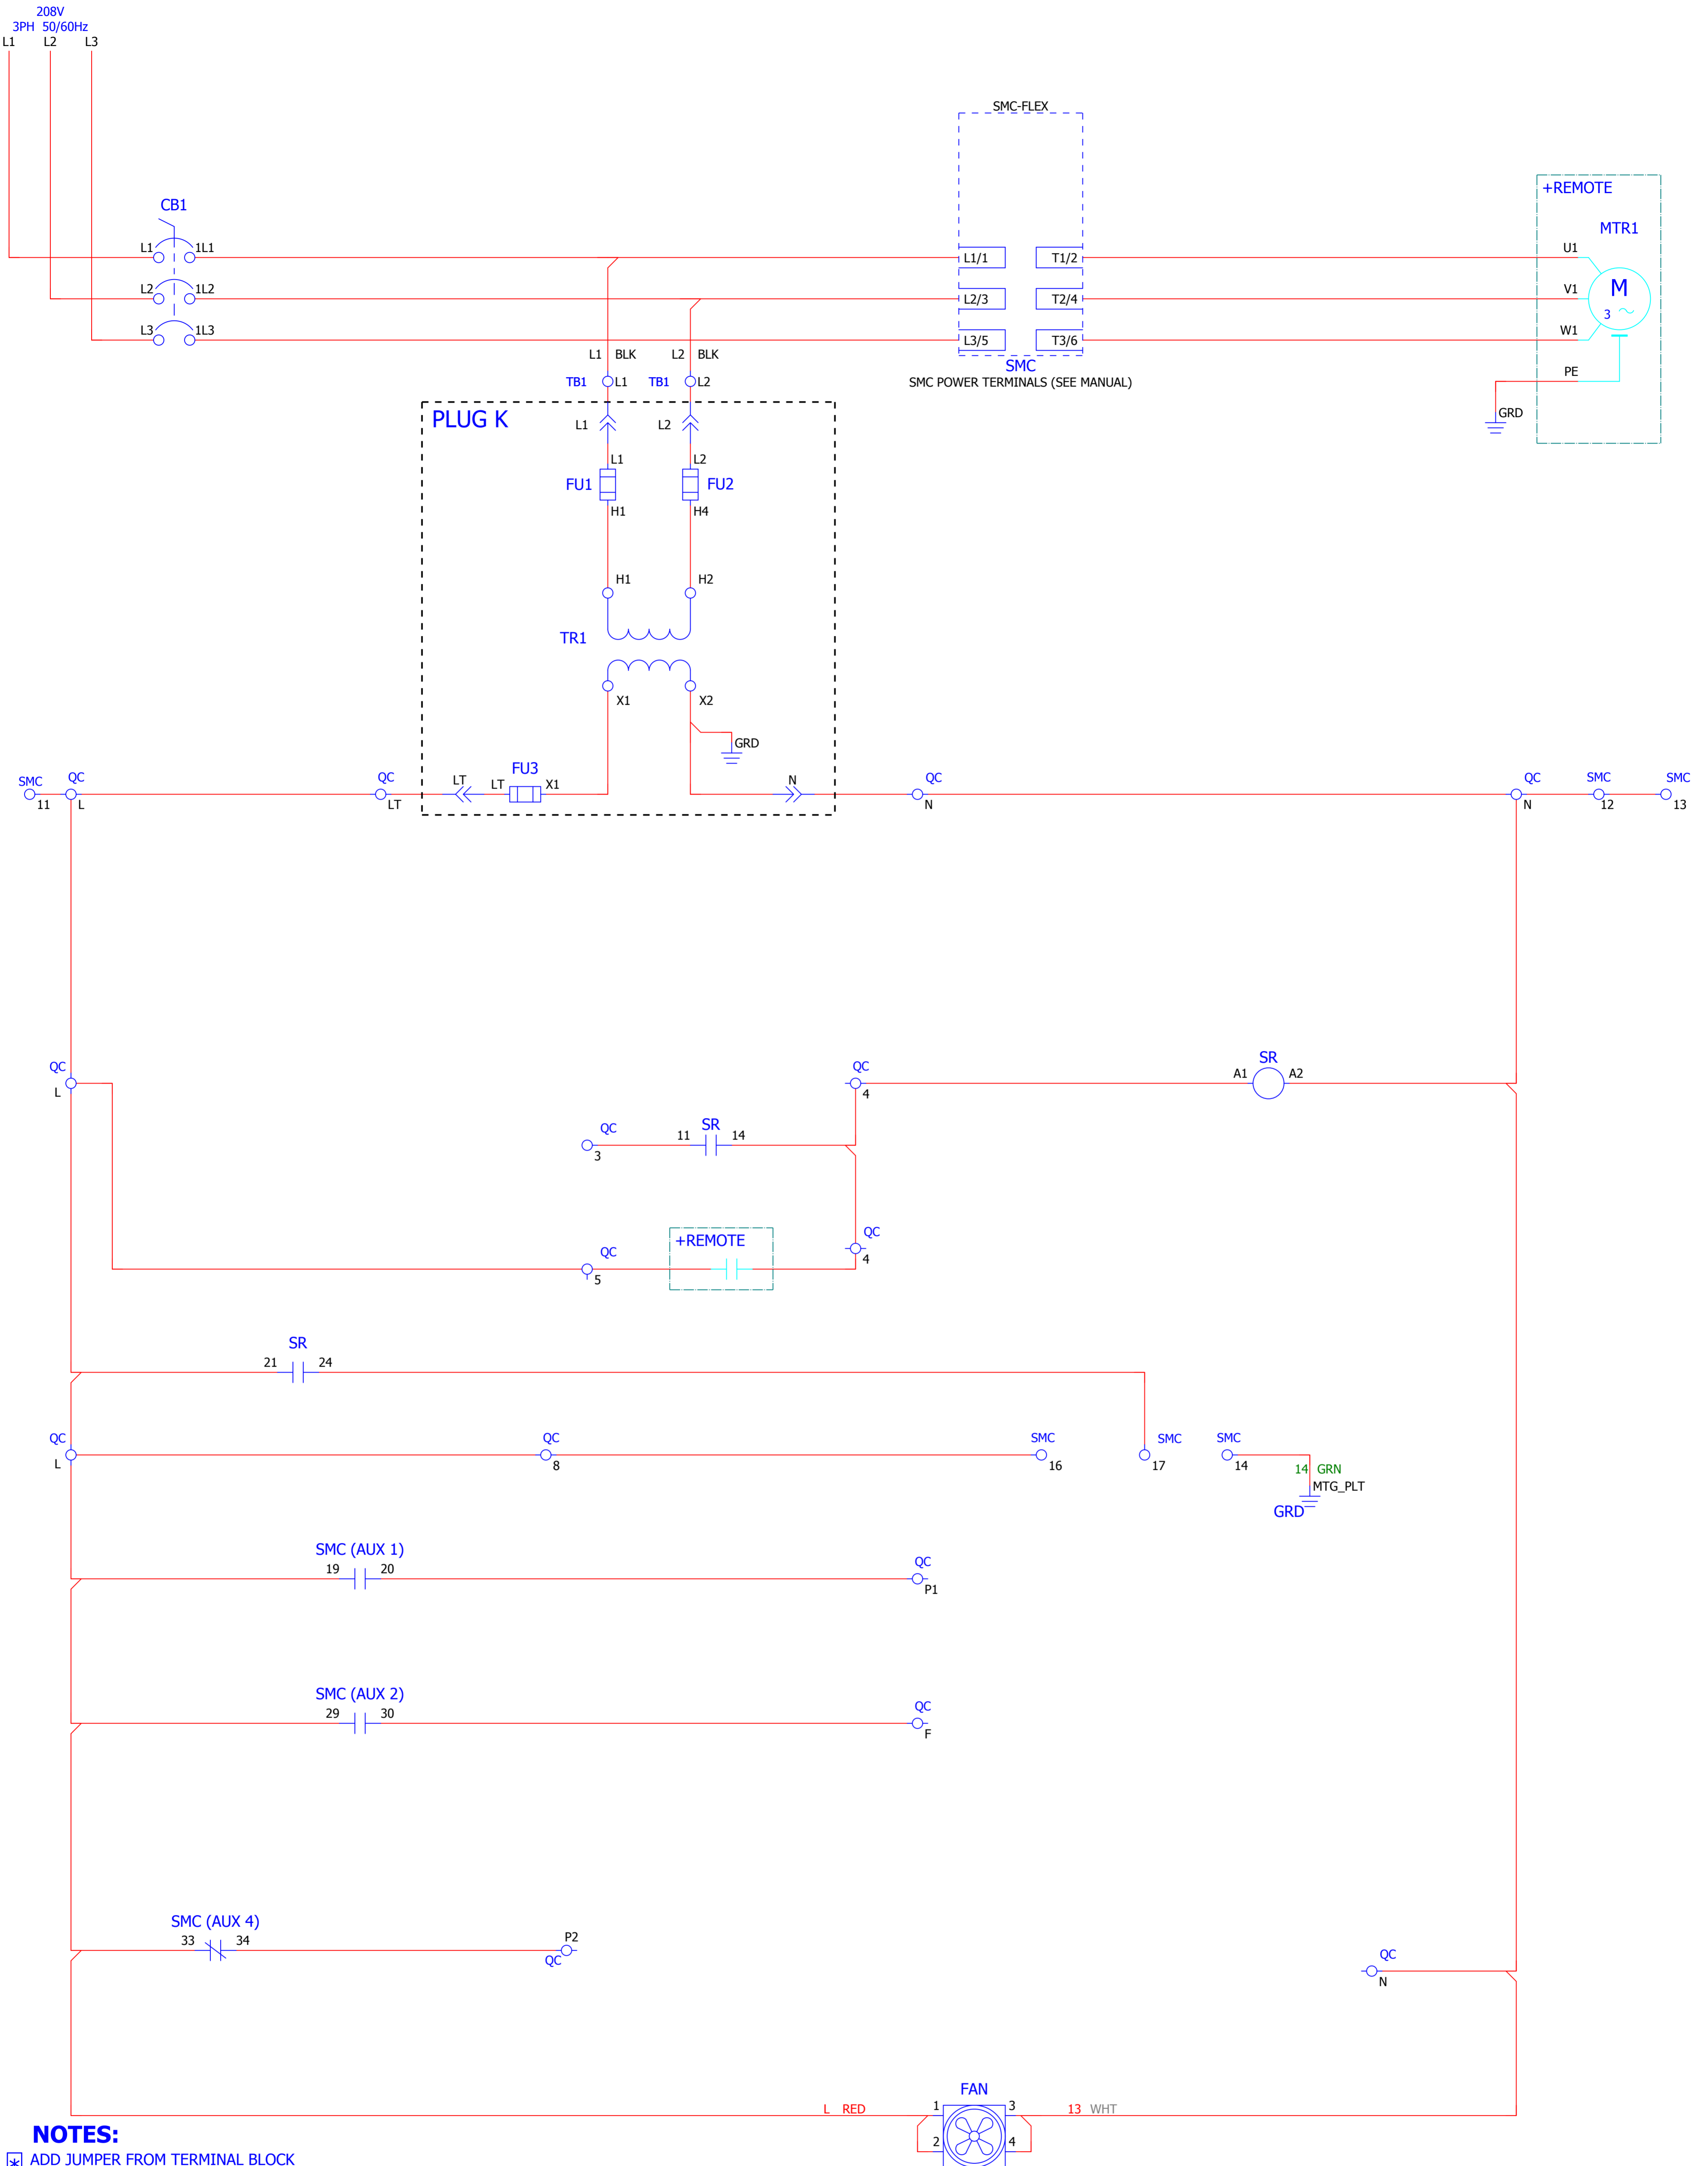 208V
3PH 50/60Hz
L1 L2 L3
SMC-FLEX
+REMOTE
CB1
MTR1
L1 1L1 L1/1 T1/2 U1
L2 1L2 L2/3 T2/4 V1
M
3
L3 1L3 L3/5 T3/6 W1
L1 BLK L2 BLK
SMC
SMC POWER TERMINALS (SEE MANUAL)
PE
TB1 L1 TB1 L2
GRD
PLUG K
L1 L2
L1 L2
FU1 FU2
H1 H4
H1 H2
TR1
X1 X2
GRD
SMC QC QC LT LT FU3 X1 N QC QC SMC SMC
11 L LT N N 12 13
QC QC SR
L 4 A1 A2
QC SR
3 11 14
+REMOTE
QC QC
5 4
SR
21 24
QC QC SMC SMC SMC
L 8 16 17 14
14 GRN
MTG_PLT
GRD
SMC (AUX 1)
19 20 QC
P1
SMC (AUX 2)
29 30 QC
F
SMC (AUX 4)
33 34 P2
QC
QC
N
FAN
L RED 1 3 13 WHT
2 4
NOTES:
* ADD JUMPER FROM TERMINAL BLOCK